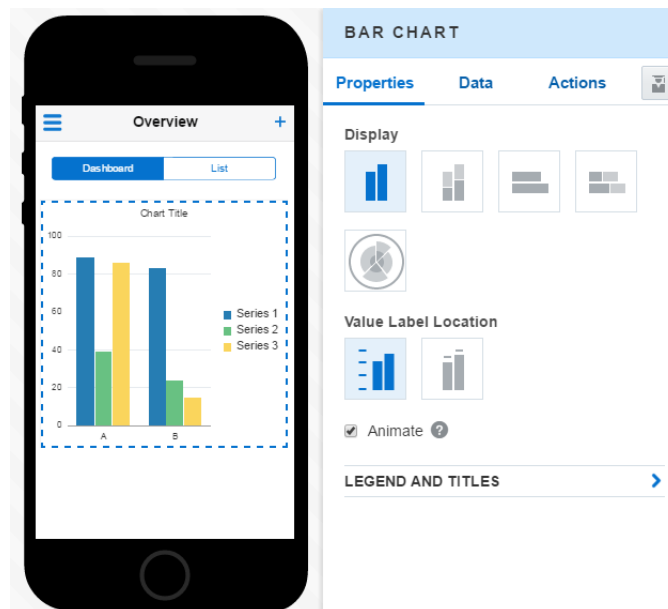 Overview
+
Dashboard List
Chart Title
100
80
60
40
20
0
A B
Series 1
Series 2
Series 3
BAR CHART
Properties Data Actions
Display
Value Label Location
Animate ?
LEGEND AND TITLES